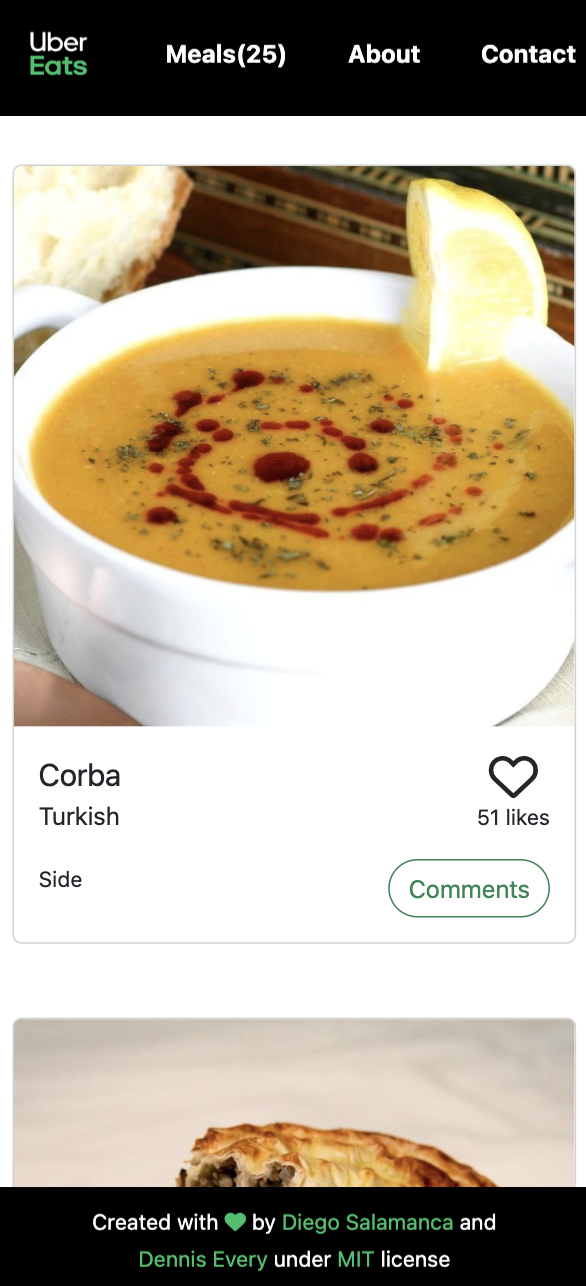 Uber
Eats
Meals(25) About Contact
Corba
Turkish
51 likes
Side
Comments
Created with by Diego Salamanca and
Dennis Every under MIT license